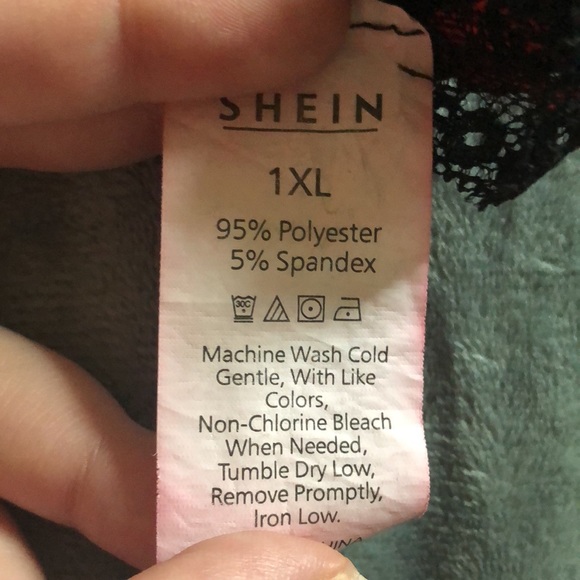 SHEIN
1XL
95% Polyester
5% Spandex
30C
Machine Wash Cold
Gentle, With Like
Colors,
Non-Chlorine Bleach
When Needed,
Tumble Dry Low,
Remove Promptly,
Iron Low.